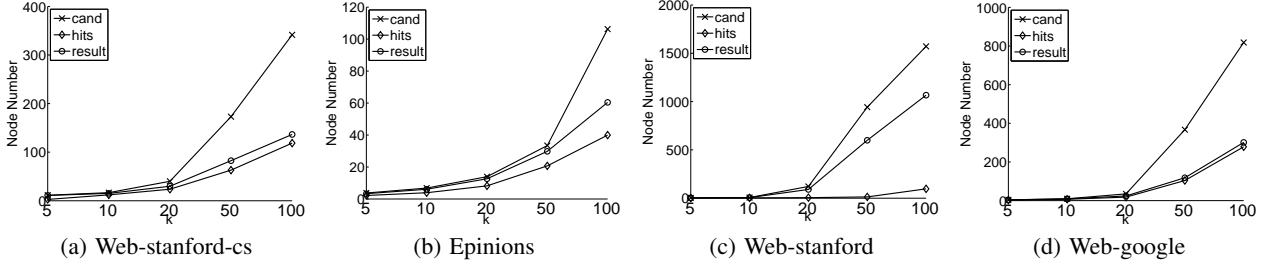 400
300
200
100
0
Node Number
cand
hits
result
5
10
20
50
100
k
(a) Web-stanford-cs
120
100
80
60
40
20
0
Node Number
cand
hits
result
5
10
20
50
100
k
(b) Epinions
2000
1500
1000
500
0
Node Number
cand
hits
result
5
10
20
50
100
k
(c) Web-stanford
1000
800
600
400
200
0
Node Number
cand
hits
result
5
10
20
50
100
k
(d) Web-google